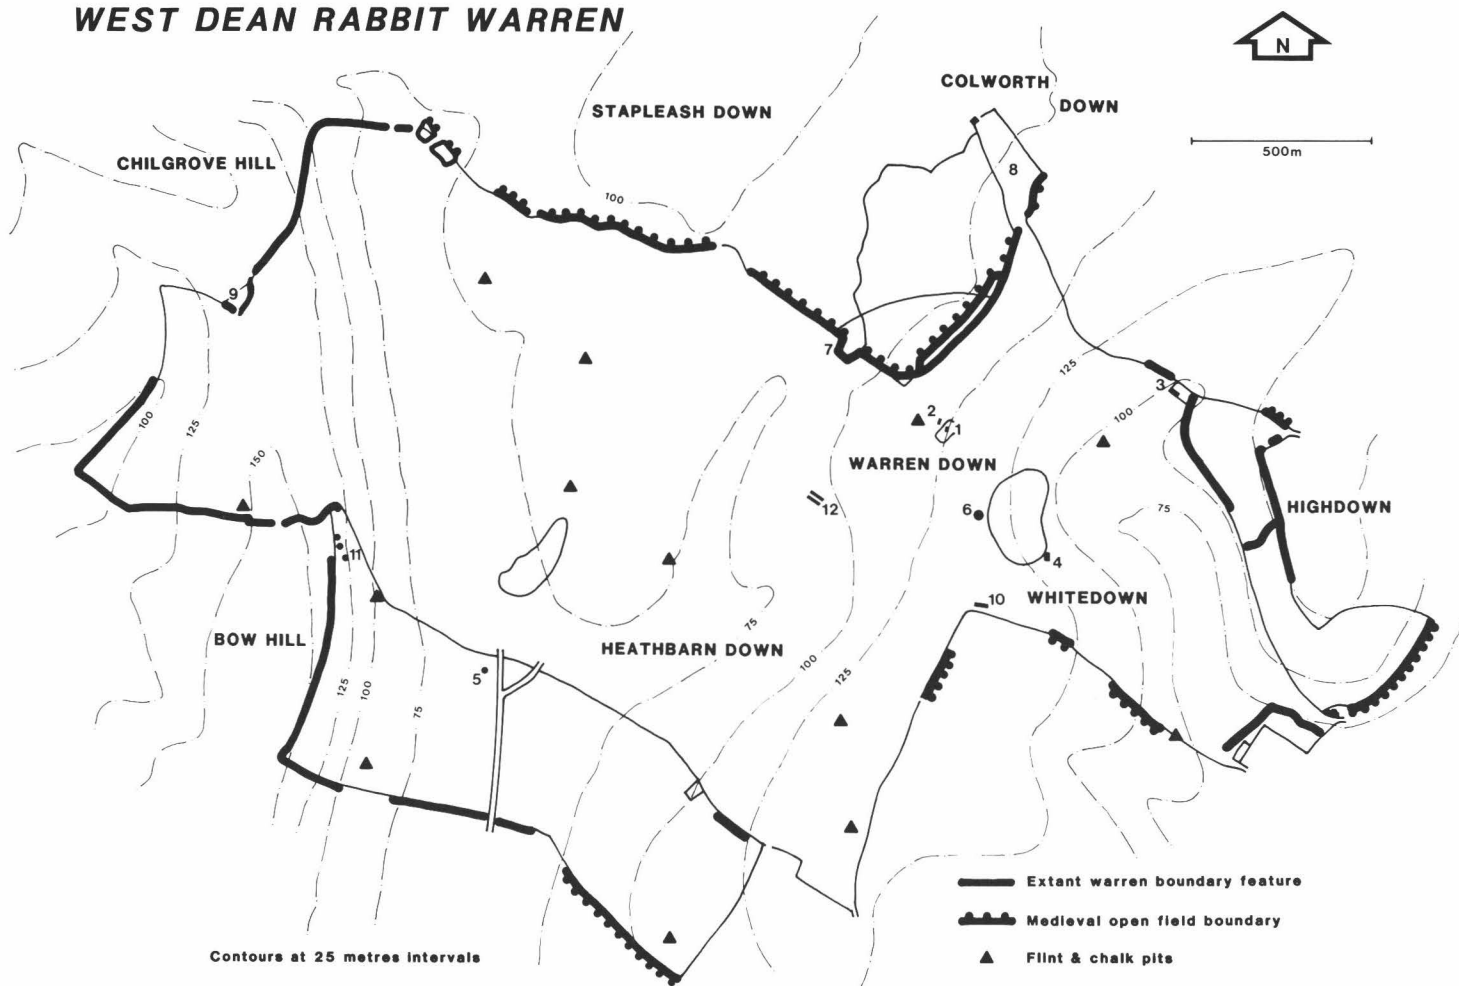 WEST DEAN RABBIT WARREN
N
COLWORTH
DOWN
STAPLEASH DOWN
500m
CHILGROVE HILL
8
100
9
7
125
3
100
2
1
100
125
150
WARREN DOWN
12
6
75
HIGHDOWN
11
4
10
WHITEDOWN
BOW HILL
HEATHBARN DOWN
75
5
125
100
75
100
125
Extant warren boundary feature
Medieval open field boundary
Flint & chalk pits
Contours at 25 metres intervals